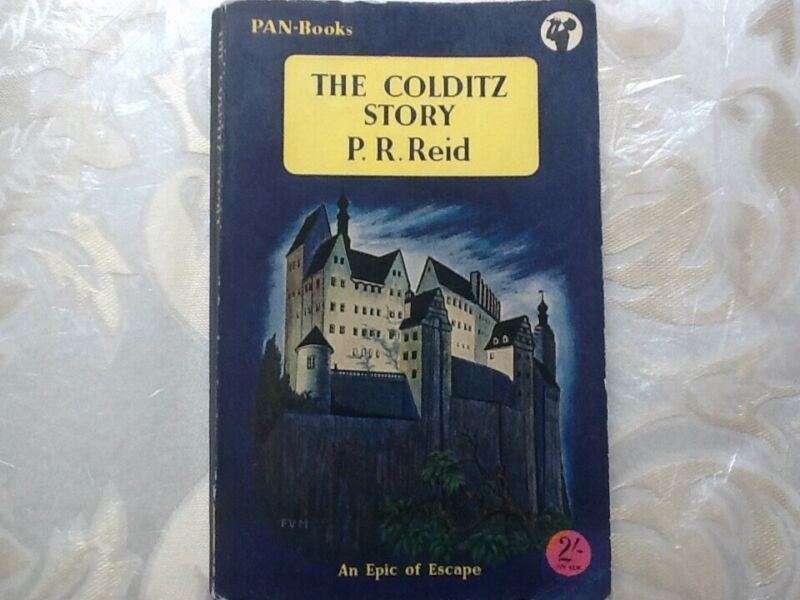 PAN-Books
THE COLDITZ
STORY
P. R. Reid
FVM
2/-
An Epic of Escape